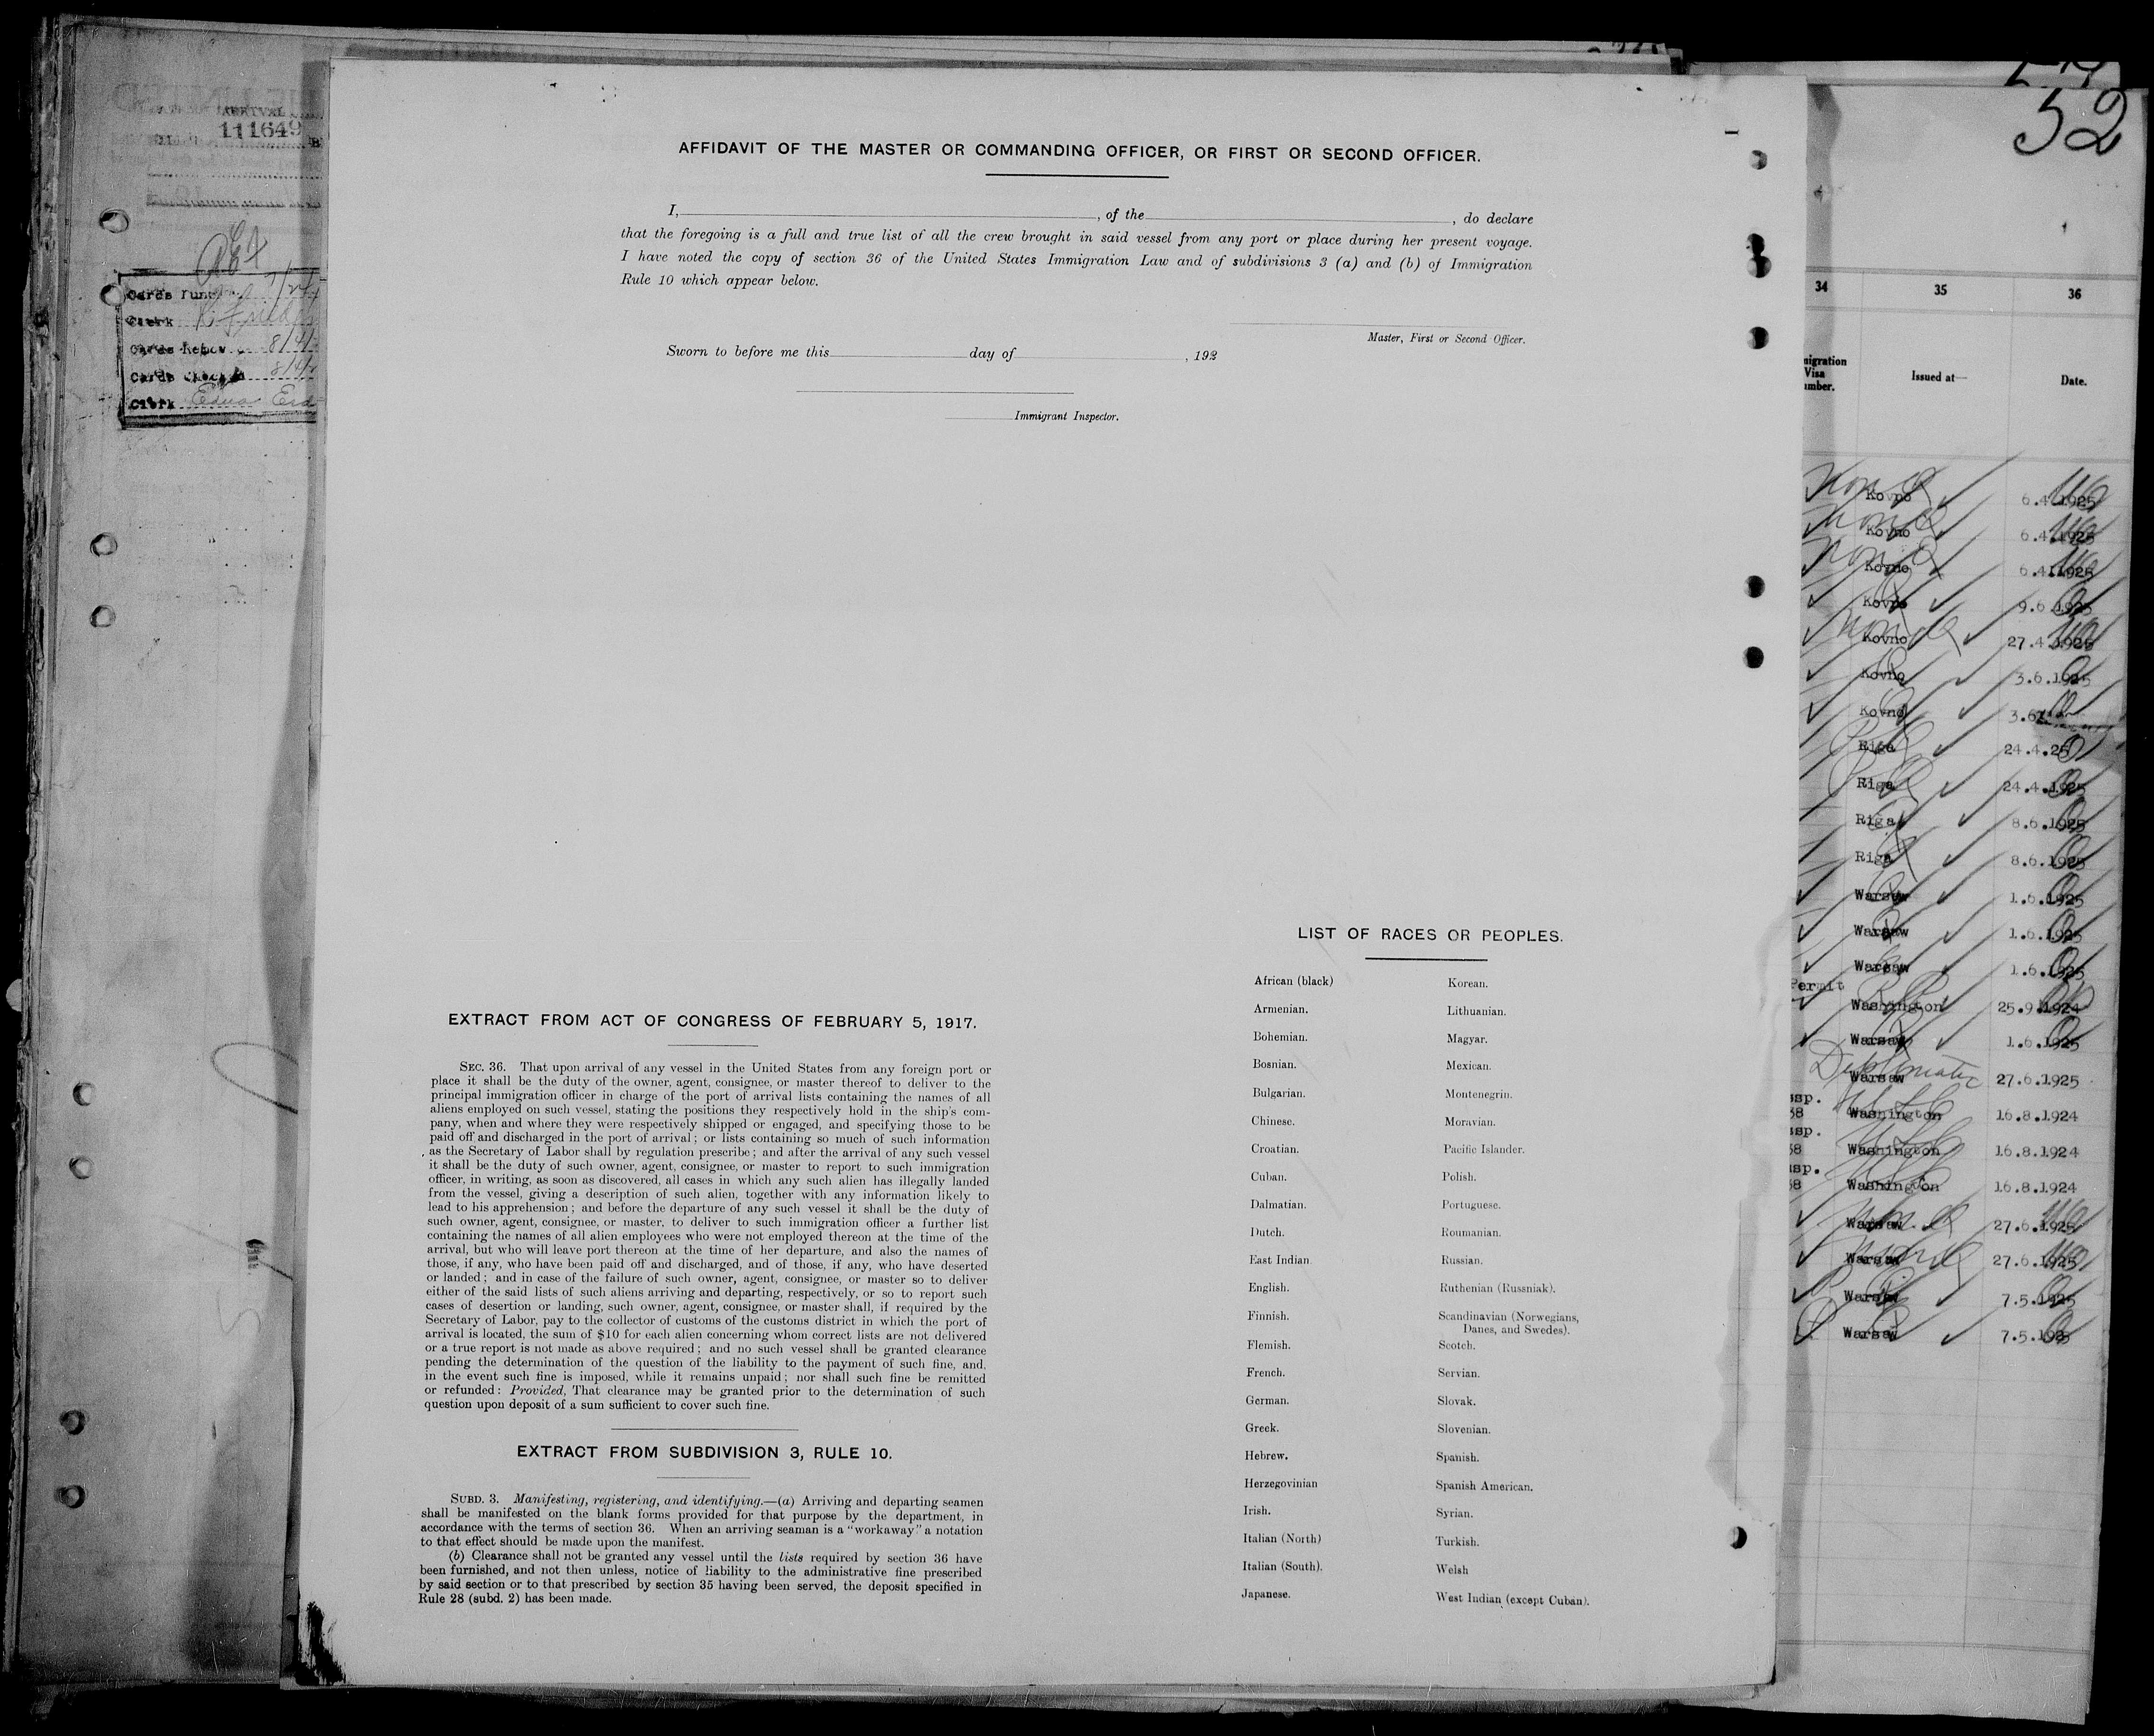 ARRIVAL
111649
Cards
Clerk
Cards
Cards
Clerk Edna
AFFIDAVIT OF THE MASTER OR COMMANDING OFFICER, OR FIRST OR SECOND OFFICER.
I, , of the , do declare
that the foregoing is a full and true list of all the crew brought in said vessel from any port or place during her present voyage.
I have noted the copy of section 36 of the United States Immigration Law and of subdivisions 3 (a) and (b) of Immigration
Rule 10 which appear below.
Master, First or Second Officer.
Sworn to before me this day of , 192
Immigrant Inspector.
EXTRACT FROM ACT OF CONGRESS OF FEBRUARY 5, 1917.
SEC. 36. That upon arrival of any vessel in the United States from any foreign port or
place it shall be the duty of the owner, agent, consignee, or master thereof to deliver to the
principal immigration officer in charge of the port of arrival lists containing the names of all
aliens employed on such vessel, stating the positions they respectively hold in the ship's com-
pany, when and where they were respectively shipped or engaged, and specifying those to be
paid off and discharged in the port of arrival; or lists containing so much of such information
as the Secretary of Labor shall by regulation prescribe; and after the arrival of any such vessel
it shall be the duty of such owner, agent, consignee, or master to report to such immigration
officer, in writing, as soon as discovered, all cases in which any such alien has illegally landed
from the vessel, giving a description of such alien, together with any information likely to
lead to his apprehension; and before the departure of any such vessel it shall be the duty of
such owner, agent, consignee, or master, to deliver to such immigration officer a further list
containing the names of all alien employees who were not employed thereon at the time of the
arrival, but who will leave port thereon at the time of her departure, and also the names of
those, if any, who have been paid off and discharged, and of those, if any, who have deserted
or landed; and in case of the failure of such owner, agent, consignee, or master so to deliver
either of the said lists of such aliens arriving and departing, respectively, or so to report such
cases of desertion or landing, such owner, agent, consignee, or master shall, if required by the
Secretary of Labor, pay to the collector of customs of the customs district in which the port of
arrival is located, the sum of $10 for each alien concerning whom correct lists are not delivered
or a true report is not made as above required; and no such vessel shall be granted clearance
pending the determination of the question of the liability to the payment of such fine, and,
in the event such fine is imposed, while it remains unpaid; nor shall such fine be remitted
or refunded: Provided, That clearance may be granted prior to the determination of such
question upon deposit of a sum sufficient to cover such fine.
EXTRACT FROM SUBDIVISION 3, RULE 10.
SUBD. 3. Manifesting, registering, and identifying.—(a) Arriving and departing seamen
shall be manifested on the blank forms provided for that purpose by the department, in
accordance with the terms of section 36. When an arriving seaman is a "workaway" a notation
to that effect should be made upon the manifest.
(b) Clearance shall not be granted any vessel until the lists required by section 36 have
been furnished, and not then unless, notice of liability to the administrative fine prescribed
by said section or to that prescribed by section 35 having been served, the deposit specified in
Rule 28 (subd. 2) has been made.
LIST OF RACES OR PEOPLES.
African (black) Korean.
Armenian. Lithuanian.
Bohemian. Magyar.
Bosnian. Mexican.
Bulgarian. Montenegrin.
Chinese. Moravian.
Croatian. Pacific Islander.
Cuban. Polish.
Dalmatian. Portuguese.
Dutch. Roumanian.
East Indian Russian.
English. Ruthenian (Russniak).
Finnish. Scandinavian (Norwegians,
Danes, and Swedes).
Flemish. Scotch.
French. Servian.
German. Slovak.
Greek. Slovenian.
Hebrew. Spanish.
Herzegovinian Spanish American.
Irish. Syrian.
Italian (North) Turkish.
Italian (South). Welsh
Japanese. West Indian (except Cuban).
52
34 35 36
Visa Issued at— Date.
Kovno 6.4.1925
Kovno 6.4.1925
Kovno 6.4.1925
Kovno 9.6.1925
Kovno 27.4.1925
Kovno 3.6.1925
Kovno
Riga 24.4.25
Riga 24.4.1925
Riga 8.6.1925
Riga 8.6.1925
Warsaw 1.6.1925
Warsaw 1.6.1925
Warsaw 1.6.1925
Permit
Washington 25.9.1924
Warsaw 1.6.1925
Diplomatic
Warsaw 27.6.1925
Washington 16.8.1924
Washington 16.8.1924
Washington 16.8.1924
Warsaw 27.6.1925
Warsaw 27.6.1925
Warsaw 7.5.1925
Warsaw 7.5.192